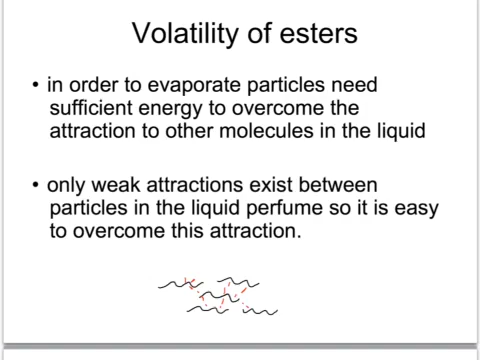 Volatility of esters
• in order to evaporate particles need
sufficient energy to overcome the
attraction to other molecules in the liquid
• only weak attractions exist between
particles in the liquid perfume so it is easy
to overcome this attraction.